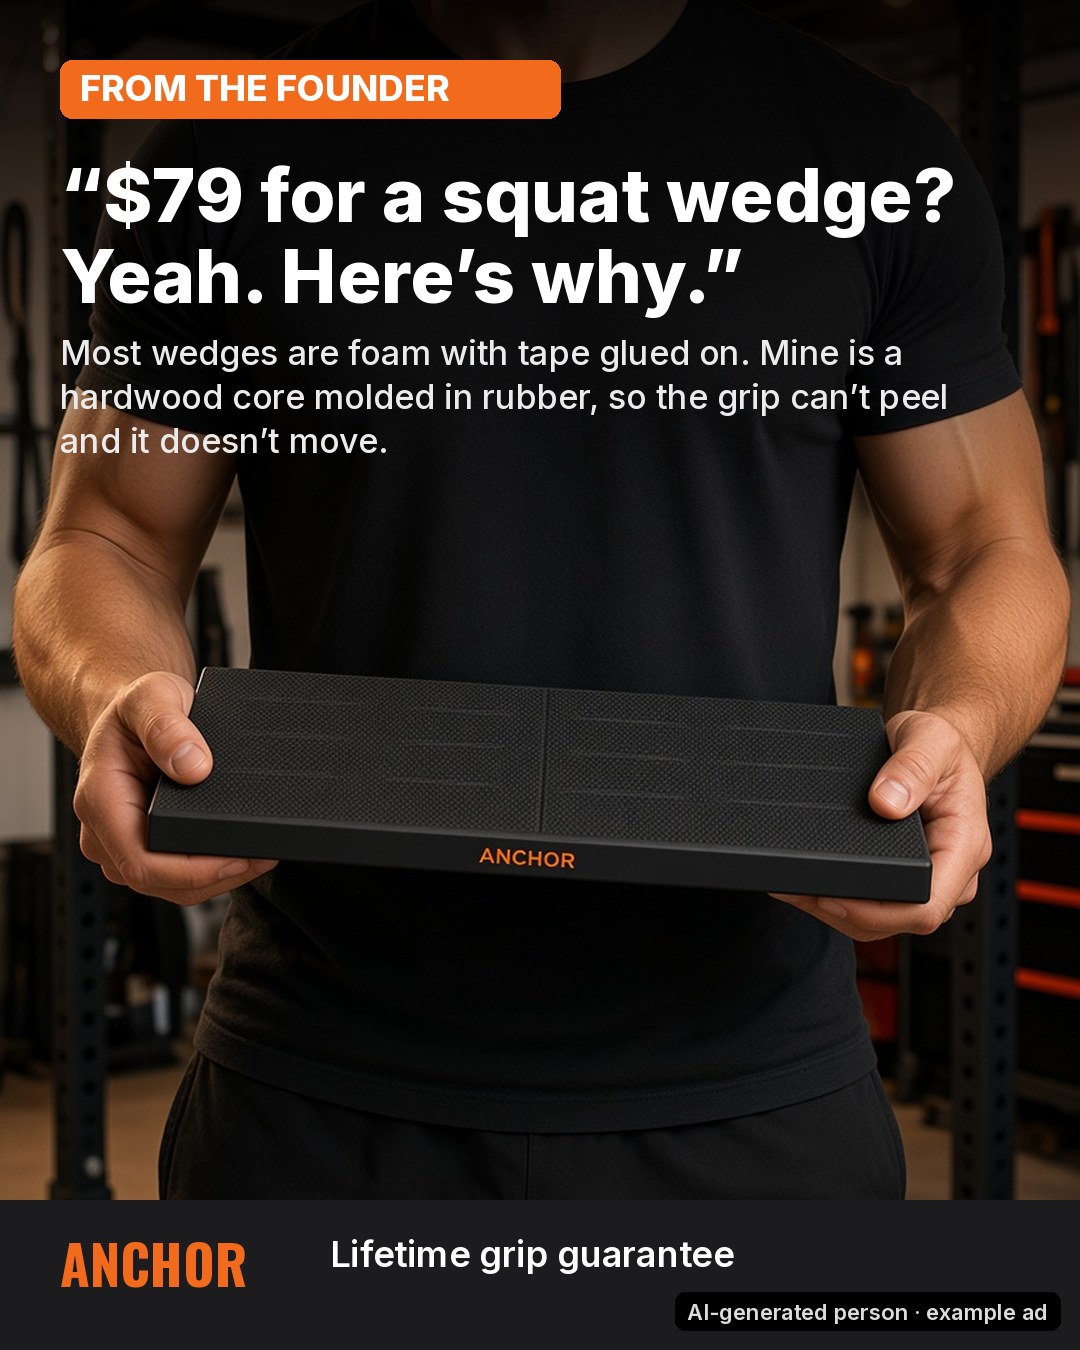 FROM THE FOUNDER
“$79 for a squat wedge?
Yeah. Here’s why.”
Most wedges are foam with tape glued on. Mine is a
hardwood core molded in rubber, so the grip can’t peel
and it doesn’t move.
ANCHOR
ANCHOR
Lifetime grip guarantee
AI-generated person · example ad